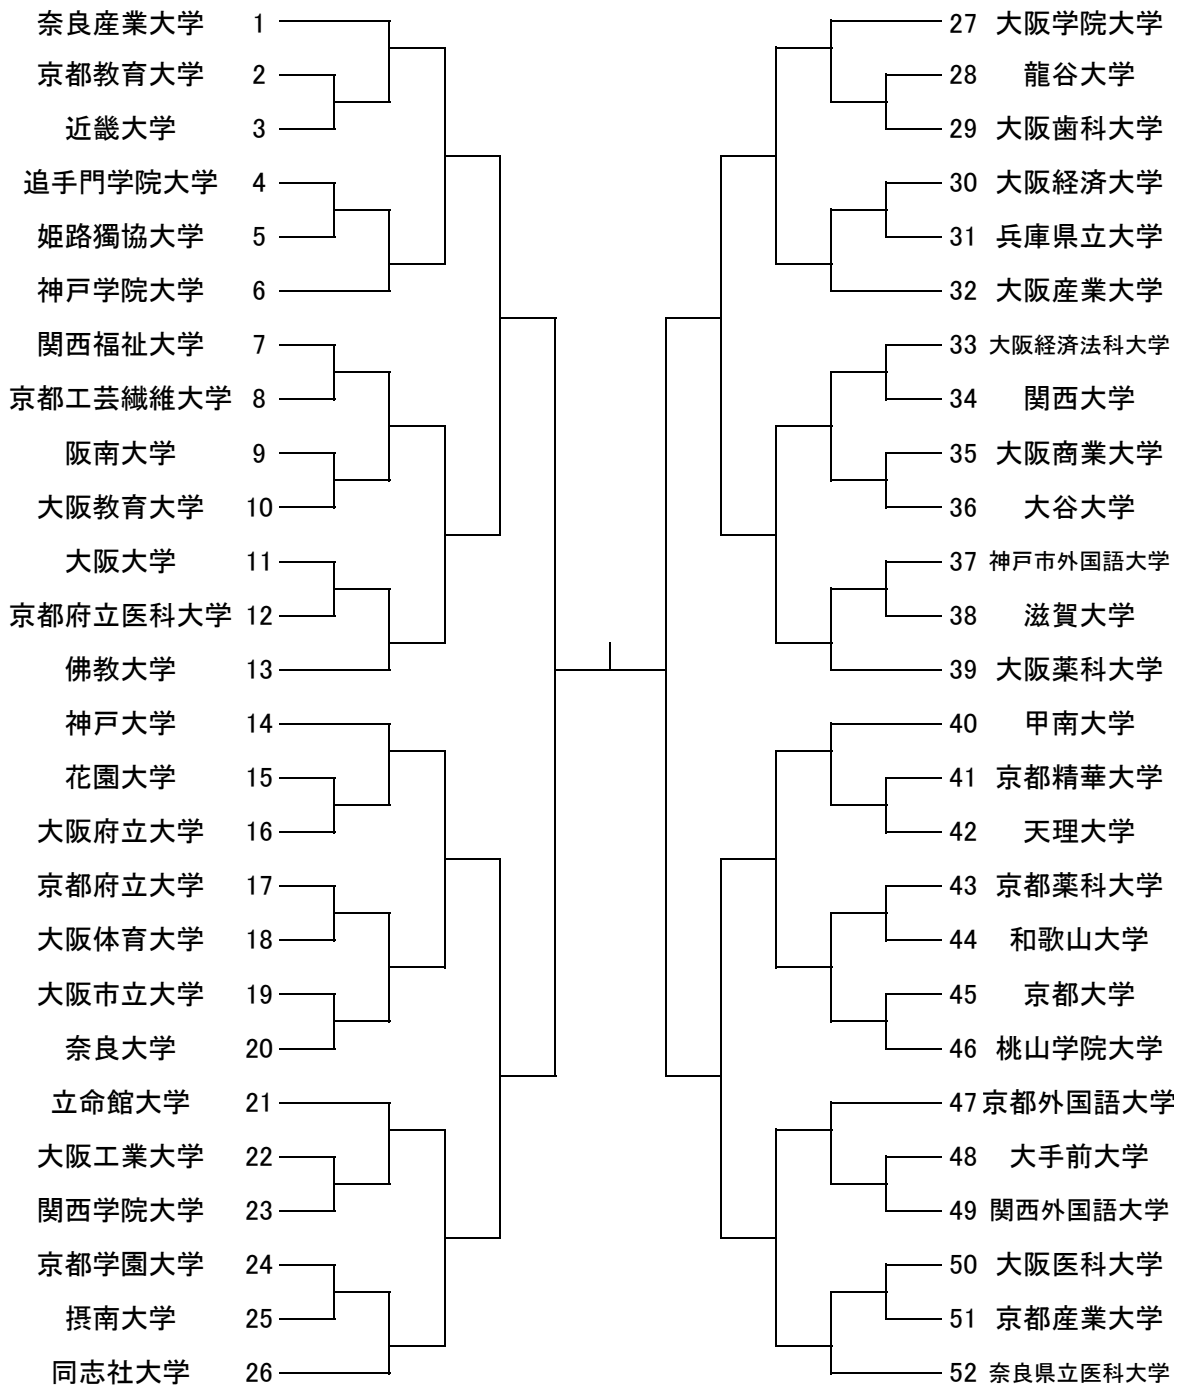 奈良産業大学 1
京都教育大学 2
近畿大学 3
追手門学院大学 4
姫路獨協大学 5
神戸学院大学 6
関西福祉大学 7
京都工芸繊維大学 8
阪南大学 9
大阪教育大学 10
大阪大学 11
京都府立医科大学 12
佛教大学 13
神戸大学 14
花園大学 15
大阪府立大学 16
京都府立大学 17
大阪体育大学 18
大阪市立大学 19
奈良大学 20
立命館大学 21
大阪工業大学 22
関西学院大学 23
京都学園大学 24
摂南大学 25
同志社大学 26
27 大阪学院大学
28 龍谷大学
29 大阪歯科大学
30 大阪経済大学
31 兵庫県立大学
32 大阪産業大学
33 大阪経済法科大学
34 関西大学
35 大阪商業大学
36 大谷大学
37 神戸市外国語大学
38 滋賀大学
39 大阪薬科大学
40 甲南大学
41 京都精華大学
42 天理大学
43 京都薬科大学
44 和歌山大学
45 京都大学
46 桃山学院大学
47 京都外国語大学
48 大手前大学
49 関西外国語大学
50 大阪医科大学
51 京都産業大学
52 奈良県立医科大学